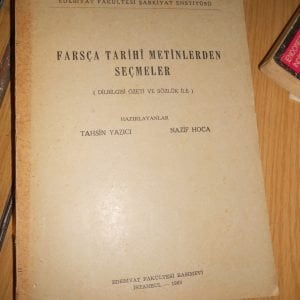 EDEBİYAT FAKÜLTESİ ŞARKİYAT ENSTİTÜSÜ
FARSÇA TARİHÎ METİNLERDEN
SEÇMELER
( DİLBİLGİSİ ÖZETİ VE SÖZLÜK İLE )
HAZIRLAYANLAR
TAHSİN YAZICI NAZİF HOCA
EDEBİYAT FAKÜLTESİ BASIMEVİ
İSTANBUL —